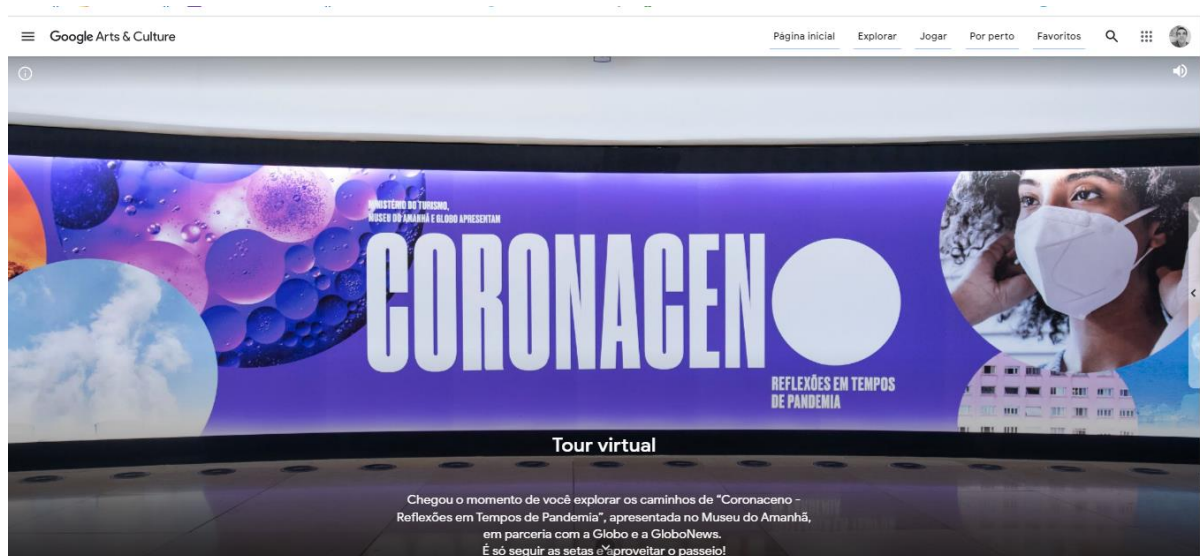 Google Arts & Culture
Página inicial
Explorar
Jogar
Por perto
Favoritos
MINISTÉRIO DO TURISMO,
MUSEU DO AMANHÃ E GLOBO APRESENTAM
CORONACENO
REFLEXÕES EM TEMPOS
DE PANDEMIA
Tour virtual
Chegou o momento de você explorar os caminhos de “Coronaceno -
Reflexões em Tempos de Pandemia”, apresentada no Museu do Amanhã,
em parceria com a Globo e a GloboNews.
É só seguir as setas e aproveitar o passeio!